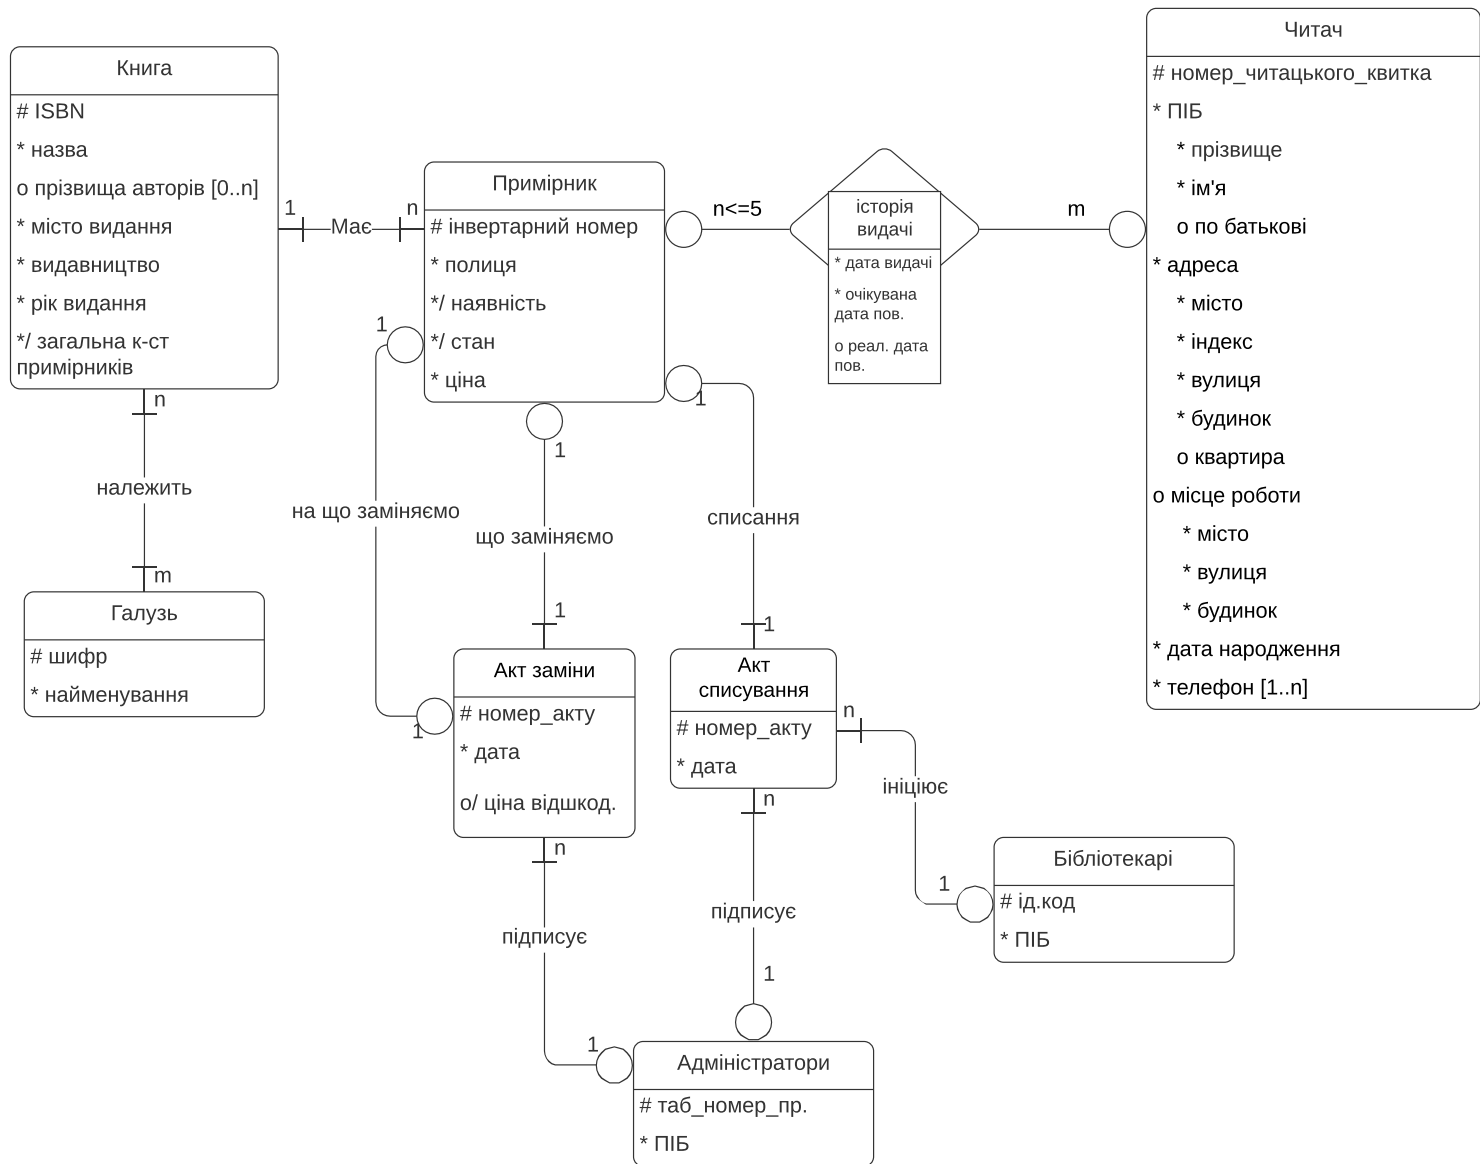 Книга
# ISBN
* назва
о прізвища авторів [0..n]
* місто видання
* видавництво
* рік видання
*/ загальна к-ст
примірників
1
Має
n
n
належить
m
Галузь
# шифр
* найменування
Примірник
# інвертарний номер
* полиця
*/ наявність
*/ стан
* ціна
n<=5
історія
видачі
* дата видачі
* очікувана
дата пов.
о реал. дата
пов.
m
Читач
# номер_читацького_квитка
* ПІБ
* прізвище
* ім'я
о по батькові
* адреса
* місто
* індекс
* вулиця
* будинок
о квартира
о місце роботи
* місто
* вулиця
* будинок
* дата народження
* телефон [1..n]
1
на що заміняємо
1
1
що заміняємо
1
1
списання
1
Акт заміни
# номер_акту
* дата
о/ ціна відшкод.
Акт
списування
# номер_акту
* дата
n
ініціює
1
Бібліотекарі
# ід.код
* ПІБ
n
підписує
1
n
підписує
1
Адміністратори
# таб_номер_пр.
* ПІБ